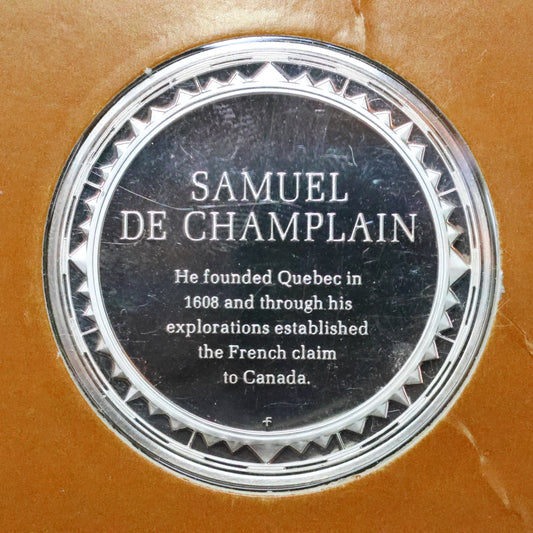 SAMUEL
DE CHAMPLAIN
He founded Quebec in
1608 and through his
explorations established
the French claim
to Canada.